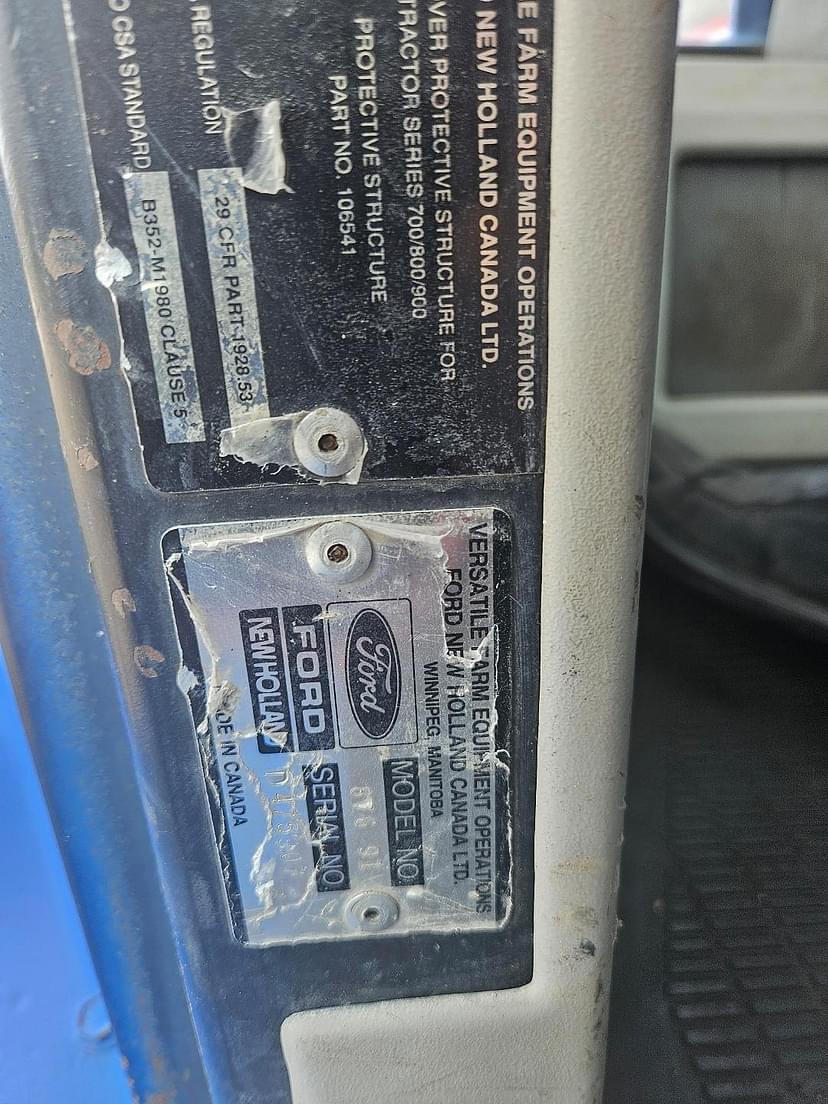 E FARM EQUIPMENT OPERATIONS
NEW HOLLAND CANADA LTD.
VER PROTECTIVE STRUCTURE FOR
TRACTOR SERIES 700/800/900
PROTECTIVE STRUCTURE
PART NO. 106541
REGULATION
29 CFR PART 1928.53
CSA STANDARD
B352-M1980 CLAUSE 5
VERSATILE FARM EQUIPMENT OPERATIONS
FORD NEW HOLLAND CANADA LTD.
WINNIPEG, MANITOBA
Ford
MODEL NO.
876 91
FORD
NEW HOLLAND
SERIAL NO.
DE IN CANADA